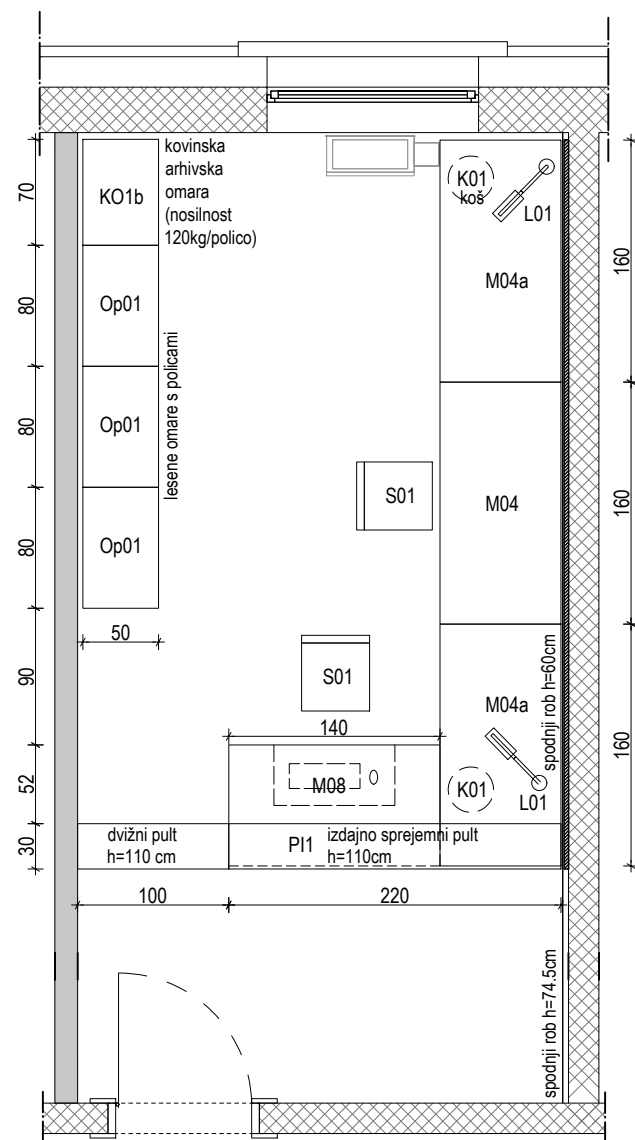 kovinska
arhivska
omara
(nosilnost
120kg/polico)
KO1b
Op01
Op01
Op01
lesene omare s policami
70
80
80
80
90
52
30
50
K01
koš
L01
M04a
M04
S01
S01
M04a
spodnji rob h=60cm
K01
L01
140
M08
dvižni pult
h=110 cm
PI1
izdajno sprejemni pult
h=110cm
100
220
160
160
160
spodnji rob h=74.5cm